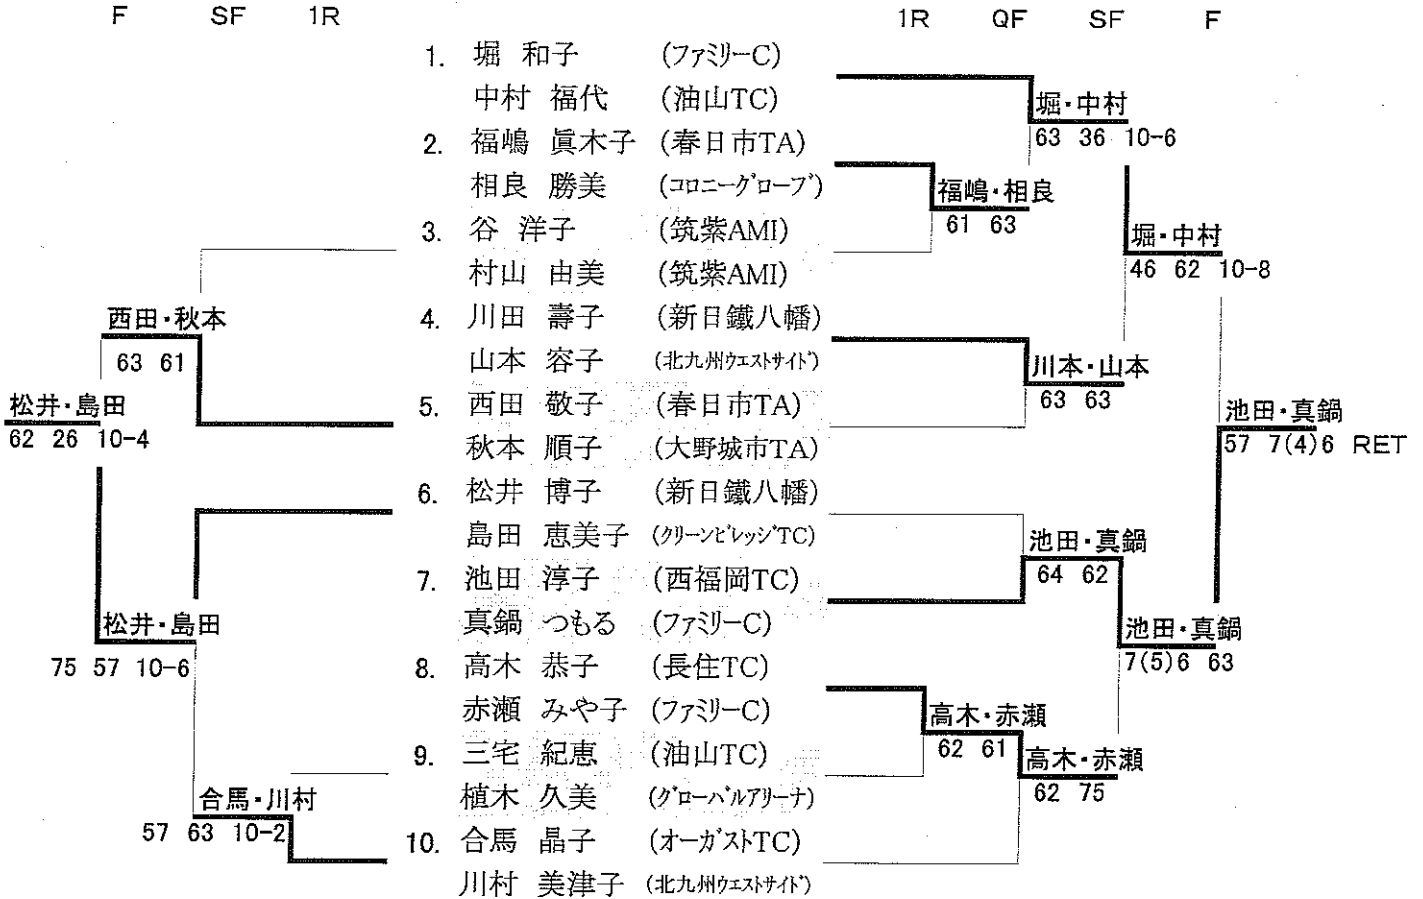 F SF 1R 1R QF SF F
1. 堀 和子 (ファミリーC)
中村 福代 (油山TC) 堀・中村
2. 福嶋 眞木子 (春日市TA) 63 36 10-6
相良 勝美 (コロニーグローブ) 福嶋・相良
3. 谷 洋子 (筑紫AMI) 61 63 堀・中村
村山 由美 (筑紫AMI) 46 62 10-8
西田・秋本 4. 川田 壽子 (新日鐵八幡)
63 61 山本 容子 (北九州ウエストサイド) 川本・山本
松井・島田 5. 西田 敬子 (春日市TA) 63 63 池田・真鍋
62 26 10-4 秋本 順子 (大野城市TA) 57 7(4)6 RET
6. 松井 博子 (新日鐵八幡)
島田 恵美子 (クリーンビレッジTC) 池田・真鍋
7. 池田 淳子 (西福岡TC) 64 62
松井・島田 真鍋 つもる (ファミリーC) 池田・真鍋
75 57 10-6 8. 高木 恭子 (長住TC) 7(5)6 63
赤瀬 みや子 (ファミリーC) 高木・赤瀬
9. 三宅 紀恵 (油山TC) 62 61 高木・赤瀬
合馬・川村 植木 久美 (グローバルアリーナ) 62 75
57 63 10-2 10. 合馬 晶子 (オーガストTC)
川村 美津子 (北九州ウエストサイド)